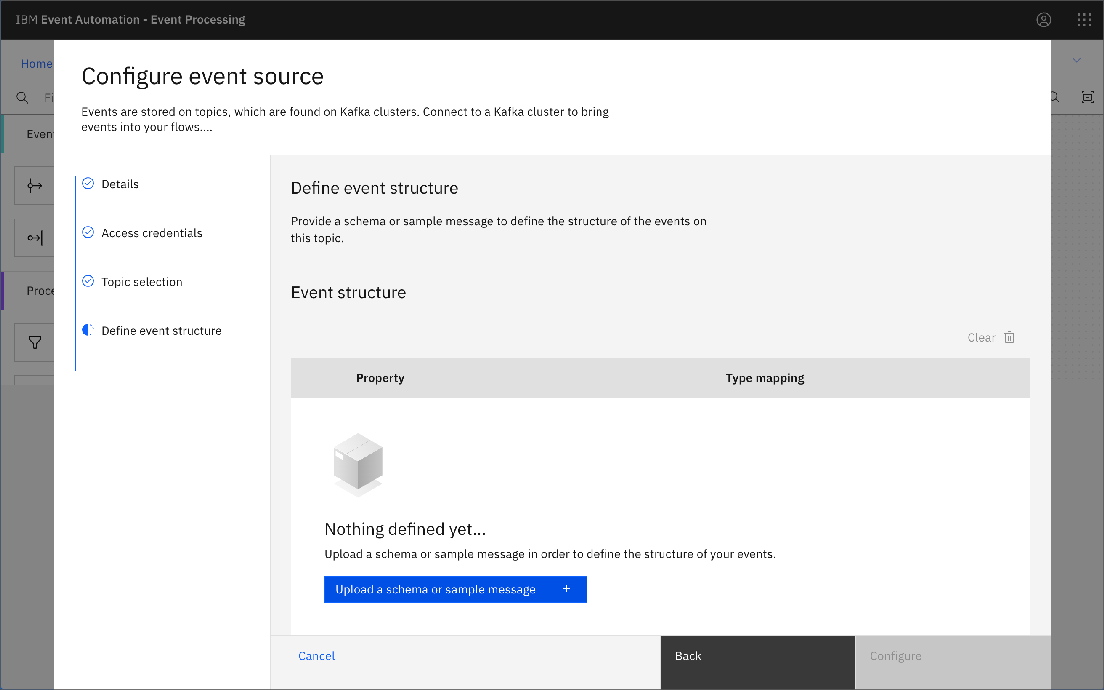 IBM Event Automation - Event Processing
Home
Configure event source
Events are stored on topics, which are found on Kafka clusters. Connect to a Kafka cluster to bring
events into your flows....
Details
Access credentials
Topic selection
Define event structure
Define event structure
Provide a schema or sample message to define the structure of the events on
this topic.
Event structure
Clear
Property Type mapping
Nothing defined yet...
Upload a schema or sample message in order to define the structure of your events.
Upload a schema or sample message +
Cancel Back Configure